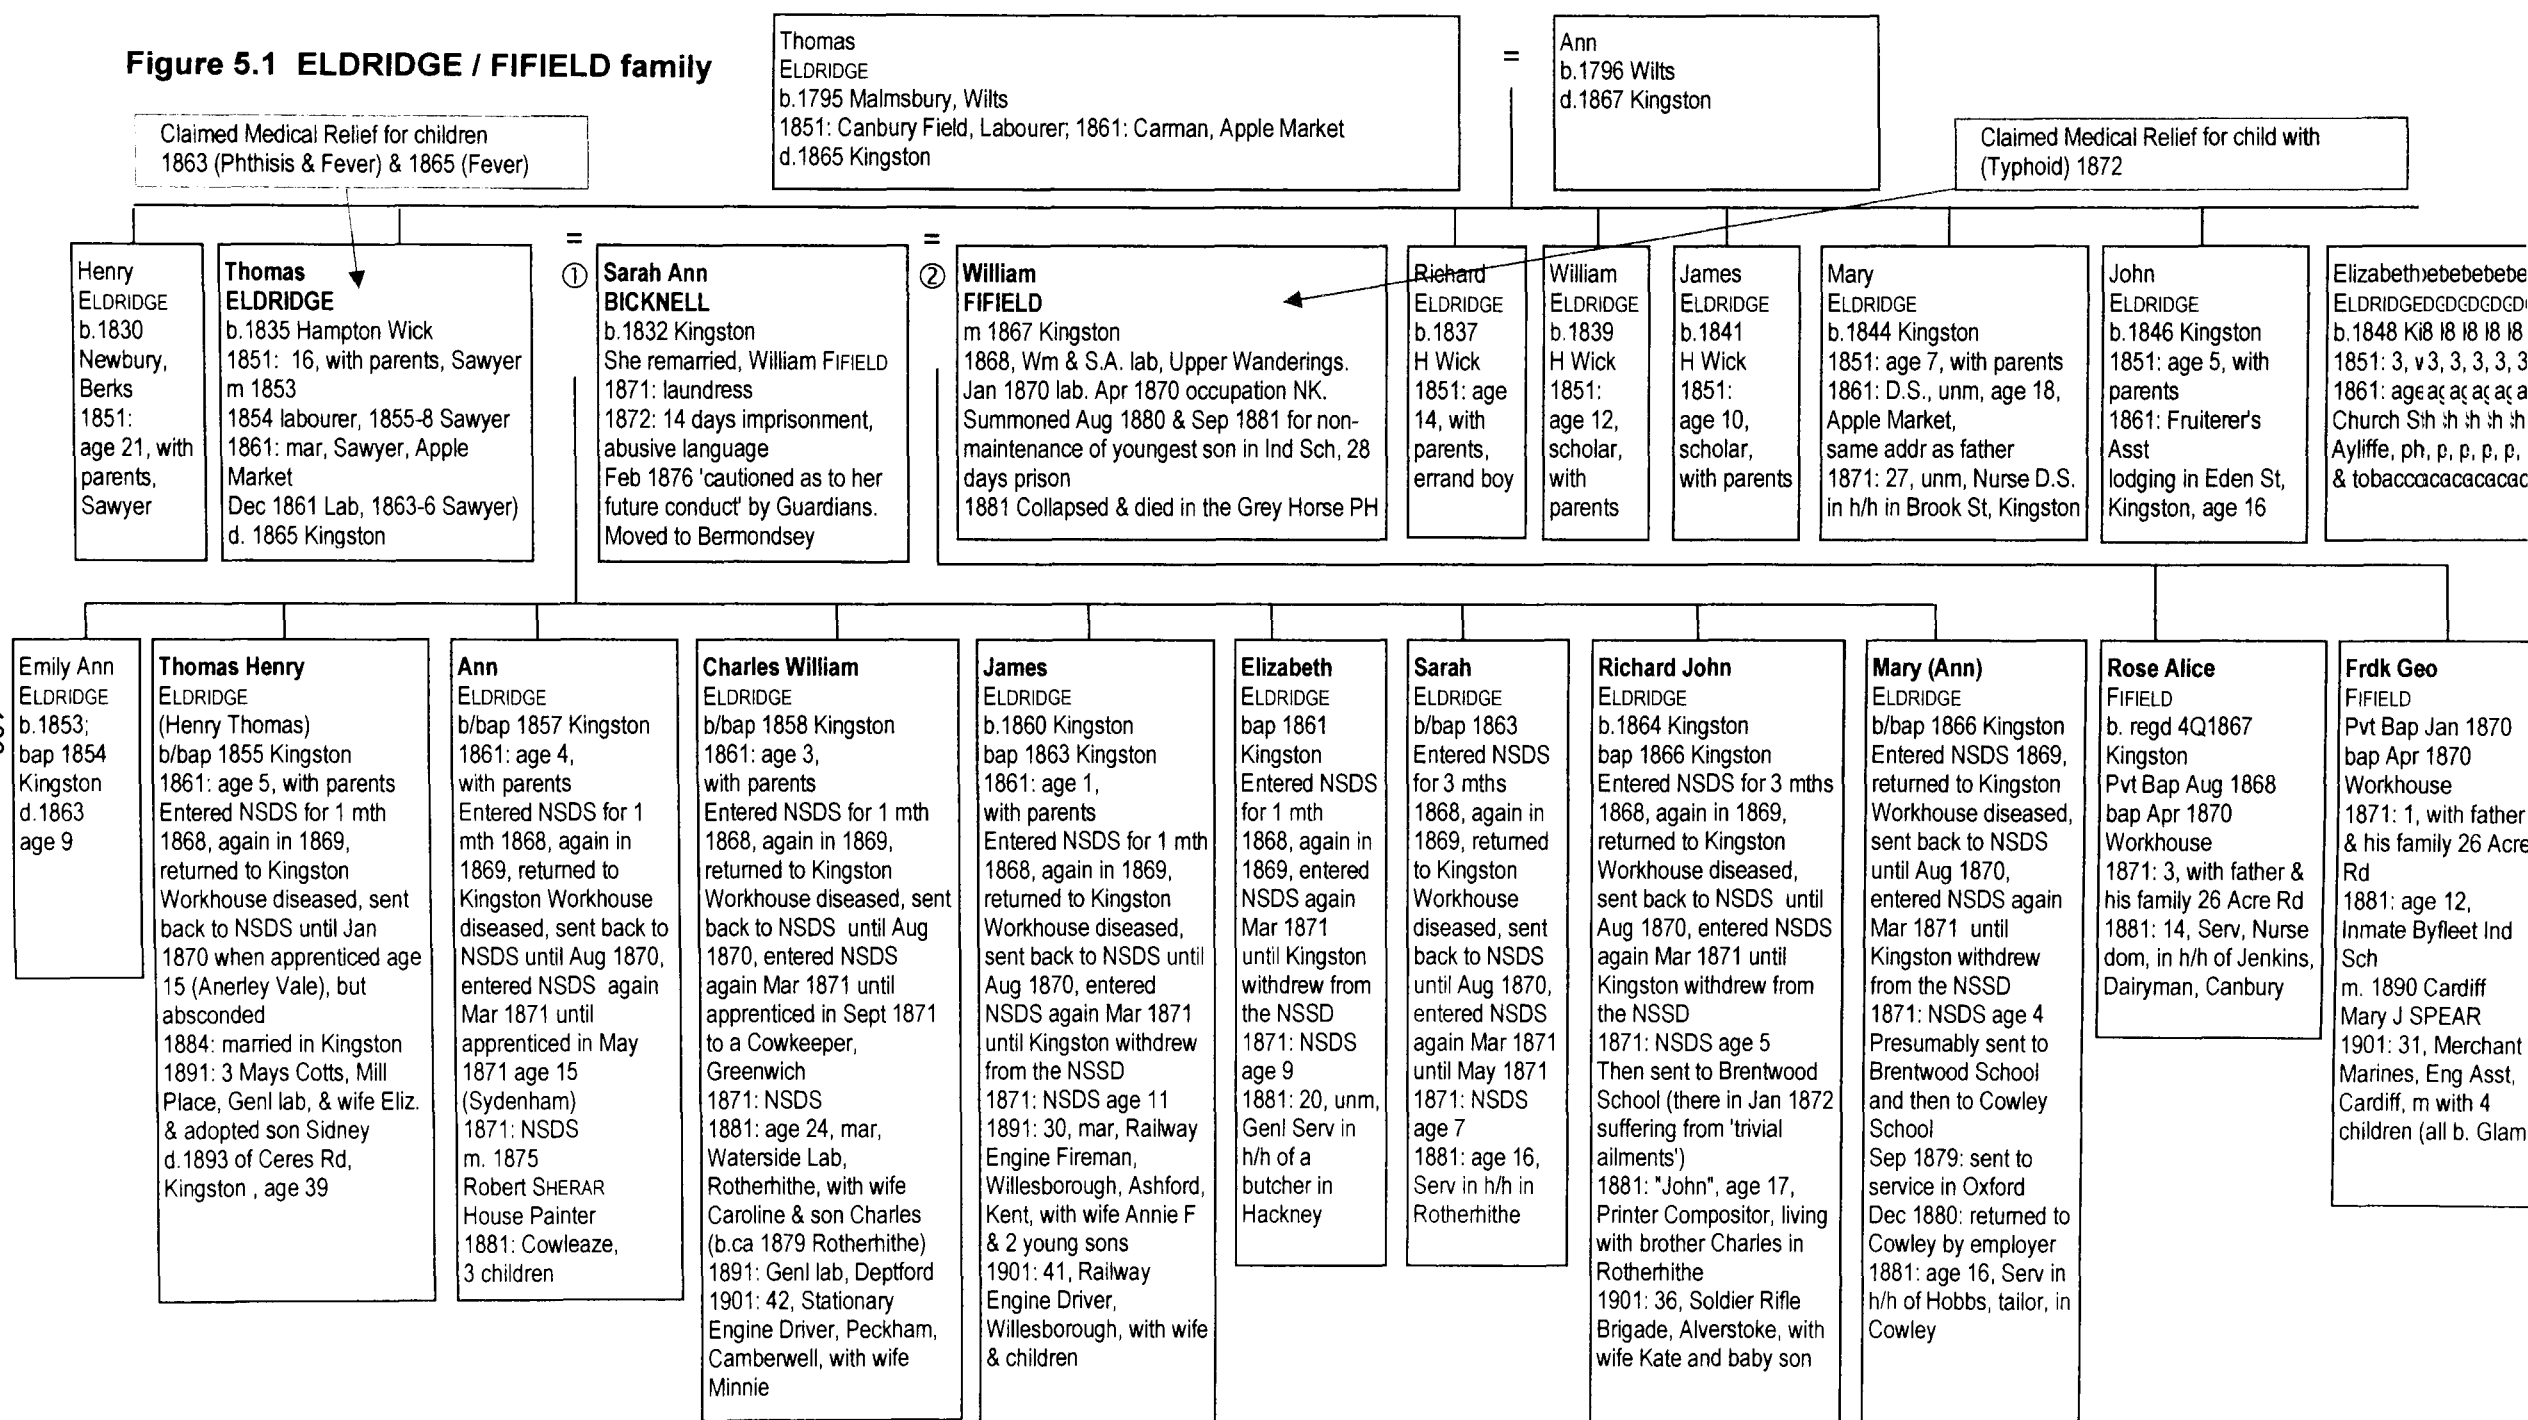 Figure 5.1 ELDRIDGE / FIFIELD family
Thomas
ELDRIDGE
b.1795 Malmsbury, Wilts
1851: Canbury Field, Labourer; 1861: Carman, Apple Market
d.1865 Kingston
=
Ann
b.1796 Wilts
d.1867 Kingston
Claimed Medical Relief for children
1863 (Phthisis & Fever) & 1865 (Fever)
Claimed Medical Relief for child with
(Typhoid) 1872
Henry
ELDRIDGE
b.1830
Newbury,
Berks
1851:
age 21, with
parents,
Sawyer
Thomas
ELDRIDGE
b.1835 Hampton Wick
1851: 16, with parents, Sawyer
m 1853
1854 labourer, 1855-8 Sawyer
1861: mar, Sawyer, Apple
Market
Dec 1861 Lab, 1863-6 Sawyer)
d. 1865 Kingston
=
①
Sarah Ann
BICKNELL
b.1832 Kingston
She remarried, William FIFIELD
1871: laundress
1872: 14 days imprisonment,
abusive language
Feb 1876 'cautioned as to her
future conduct' by Guardians.
Moved to Bermondsey
=
②
William
FIFIELD
m 1867 Kingston
1868, Wm & S.A. lab, Upper Wanderings.
Jan 1870 lab. Apr 1870 occupation NK.
Summoned Aug 1880 & Sep 1881 for non-
maintenance of youngest son in Ind Sch, 28
days prison
1881 Collapsed & died in the Grey Horse PH
Richard
ELDRIDGE
b.1837
H Wick
1851: age
14, with
parents,
errand boy
William
ELDRIDGE
b.1839
H Wick
1851:
age 12,
scholar,
with
parents
James
ELDRIDGE
b.1841
H Wick
1851:
age 10,
scholar,
with parents
Mary
ELDRIDGE
b.1844 Kingston
1851: age 7, with parents
1861: D.S., unm, age 18,
Apple Market,
same addr as father
1871: 27, unm, Nurse D.S.
in h/h in Brook St, Kingston
John
ELDRIDGE
b.1846 Kingston
1851: age 5, with
parents
1861: Fruiterer's
Asst
lodging in Eden St,
Kingston, age 16
Elizabeth
ELDRIDGE
b.1848
1851: 3,
1861: age
Church
Ayliffe,
& tobacc
Emily Ann
ELDRIDGE
b.1853;
bap 1854
Kingston
d.1863
age 9
Thomas Henry
ELDRIDGE
(Henry Thomas)
b/bap 1855 Kingston
1861: age 5, with parents
Entered NSDS for 1 mth
1868, again in 1869,
returned to Kingston
Workhouse diseased, sent
back to NSDS until Jan
1870 when apprenticed age
15 (Anerley Vale), but
absconded
1884: married in Kingston
1891: 3 Mays Cotts, Mill
Place, Genl lab, & wife Eliz.
& adopted son Sidney
d.1893 of Ceres Rd,
Kingston , age 39
Ann
ELDRIDGE
b/bap 1857 Kingston
1861: age 4,
with parents
Entered NSDS for 1
mth 1868, again in
1869, returned to
Kingston Workhouse
diseased, sent back to
NSDS until Aug 1870,
entered NSDS again
Mar 1871 until
apprenticed in May
1871 age 15
(Sydenham)
1871: NSDS
m. 1875
Robert SHERAR
House Painter
1881: Cowleaze,
3 children
Charles William
ELDRIDGE
b/bap 1858 Kingston
1861: age 3,
with parents
Entered NSDS for 1 mth
1868, again in 1869,
returned to Kingston
Workhouse diseased, sent
back to NSDS until Aug
1870, entered NSDS
again Mar 1871 until
apprenticed in Sept 1871
to a Cowkeeper,
Greenwich
1871: NSDS
1881: age 24, mar,
Waterside Lab,
Rotherhithe, with wife
Caroline & son Charles
(b.ca 1879 Rotherhithe)
1891: Genl lab, Deptford
1901: 42, Stationary
Engine Driver, Peckham,
Camberwell, with wife
Minnie
James
ELDRIDGE
b.1860 Kingston
bap 1863 Kingston
1861: age 1,
with parents
Entered NSDS for 1 mth
1868, again in 1869,
returned to Kingston
Workhouse diseased,
sent back to NSDS until
Aug 1870, entered
NSDS again Mar 1871
until Kingston withdrew
from the NSSD
1871: NSDS age 11
1891: 30, mar, Railway
Engine Fireman,
Willesborough, Ashford,
Kent, with wife Annie F
& 2 young sons
1901: 41, Railway
Engine Driver,
Willesborough, with wife
& children
Elizabeth
ELDRIDGE
bap 1861
Kingston
Entered NSDS
for 1 mth
1868, again in
1869, entered
NSDS again
Mar 1871
until Kingston
withdrew from
the NSSD
1871: NSDS
age 9
1881: 20, unm,
Genl Serv in
h/h of a
butcher in
Hackney
Sarah
ELDRIDGE
b/bap 1863
Entered NSDS
for 3 mths
1868, again in
1869, returned
to Kingston
Workhouse
diseased, sent
back to NSDS
until Aug 1870,
entered NSDS
again Mar 1871
until May 1871
1871: NSDS
age 7
1881: age 16,
Serv in h/h in
Rotherhithe
Richard John
ELDRIDGE
b.1864 Kingston
bap 1866 Kingston
Entered NSDS for 3 mths
1868, again in 1869,
returned to Kingston
Workhouse diseased,
sent back to NSDS until
Aug 1870, entered NSDS
again Mar 1871 until
Kingston withdrew from
the NSSD
1871: NSDS age 5
Then sent to Brentwood
School (there in Jan 1872
suffering from 'trivial
ailments')
1881: "John", age 17,
Printer Compositor, living
with brother Charles in
Rotherhithe
1901: 36, Soldier Rifle
Brigade, Alverstoke, with
wife Kate and baby son
Mary (Ann)
ELDRIDGE
b/bap 1866 Kingston
Entered NSDS 1869,
returned to Kingston
Workhouse diseased,
sent back to NSDS
until Aug 1870,
entered NSDS again
Mar 1871 until
Kingston withdrew
from the NSSD
1871: NSDS age 4
Presumably sent to
Brentwood School
and then to Cowley
School
Sep 1879: sent to
service in Oxford
Dec 1880: returned to
Cowley by employer
1881: age 16, Serv in
h/h of Hobbs, tailor, in
Cowley
Rose Alice
FIFIELD
b. regd 4Q1867
Kingston
Pvt Bap Aug 1868
bap Apr 1870
Workhouse
1871: 3, with father &
his family 26 Acre Rd
1881: 14, Serv, Nurse
dom, in h/h of Jenkins,
Dairyman, Canbury
Frdk Geo
FIFIELD
Pvt Bap Jan 1870
bap Apr 1870
Workhouse
1871: 1, with father
& his family 26 Acre
Rd
1881: age 12,
Inmate Byfleet Ind
Sch
m. 1890 Cardiff
Mary J SPEAR
1901: 31, Merchant
Marines, Eng Asst,
Cardiff, m with 4
children (all b. Glam